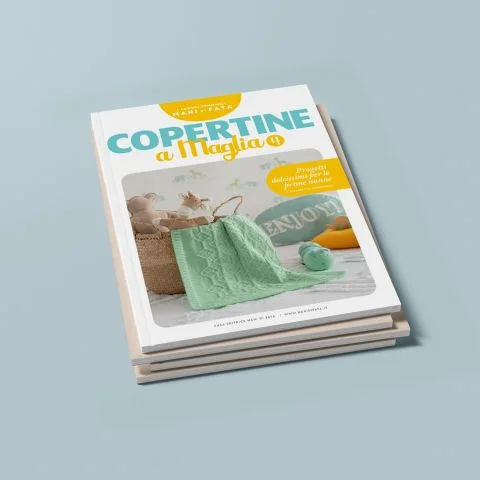 MANI DI FATA
COPERTINE
a Maglia 4
Progetti
dolcissimi per le
prime nanne
ENJOY
CASA EDITRICE MANI DI FATA | WWW.MANIDIFATA.IT